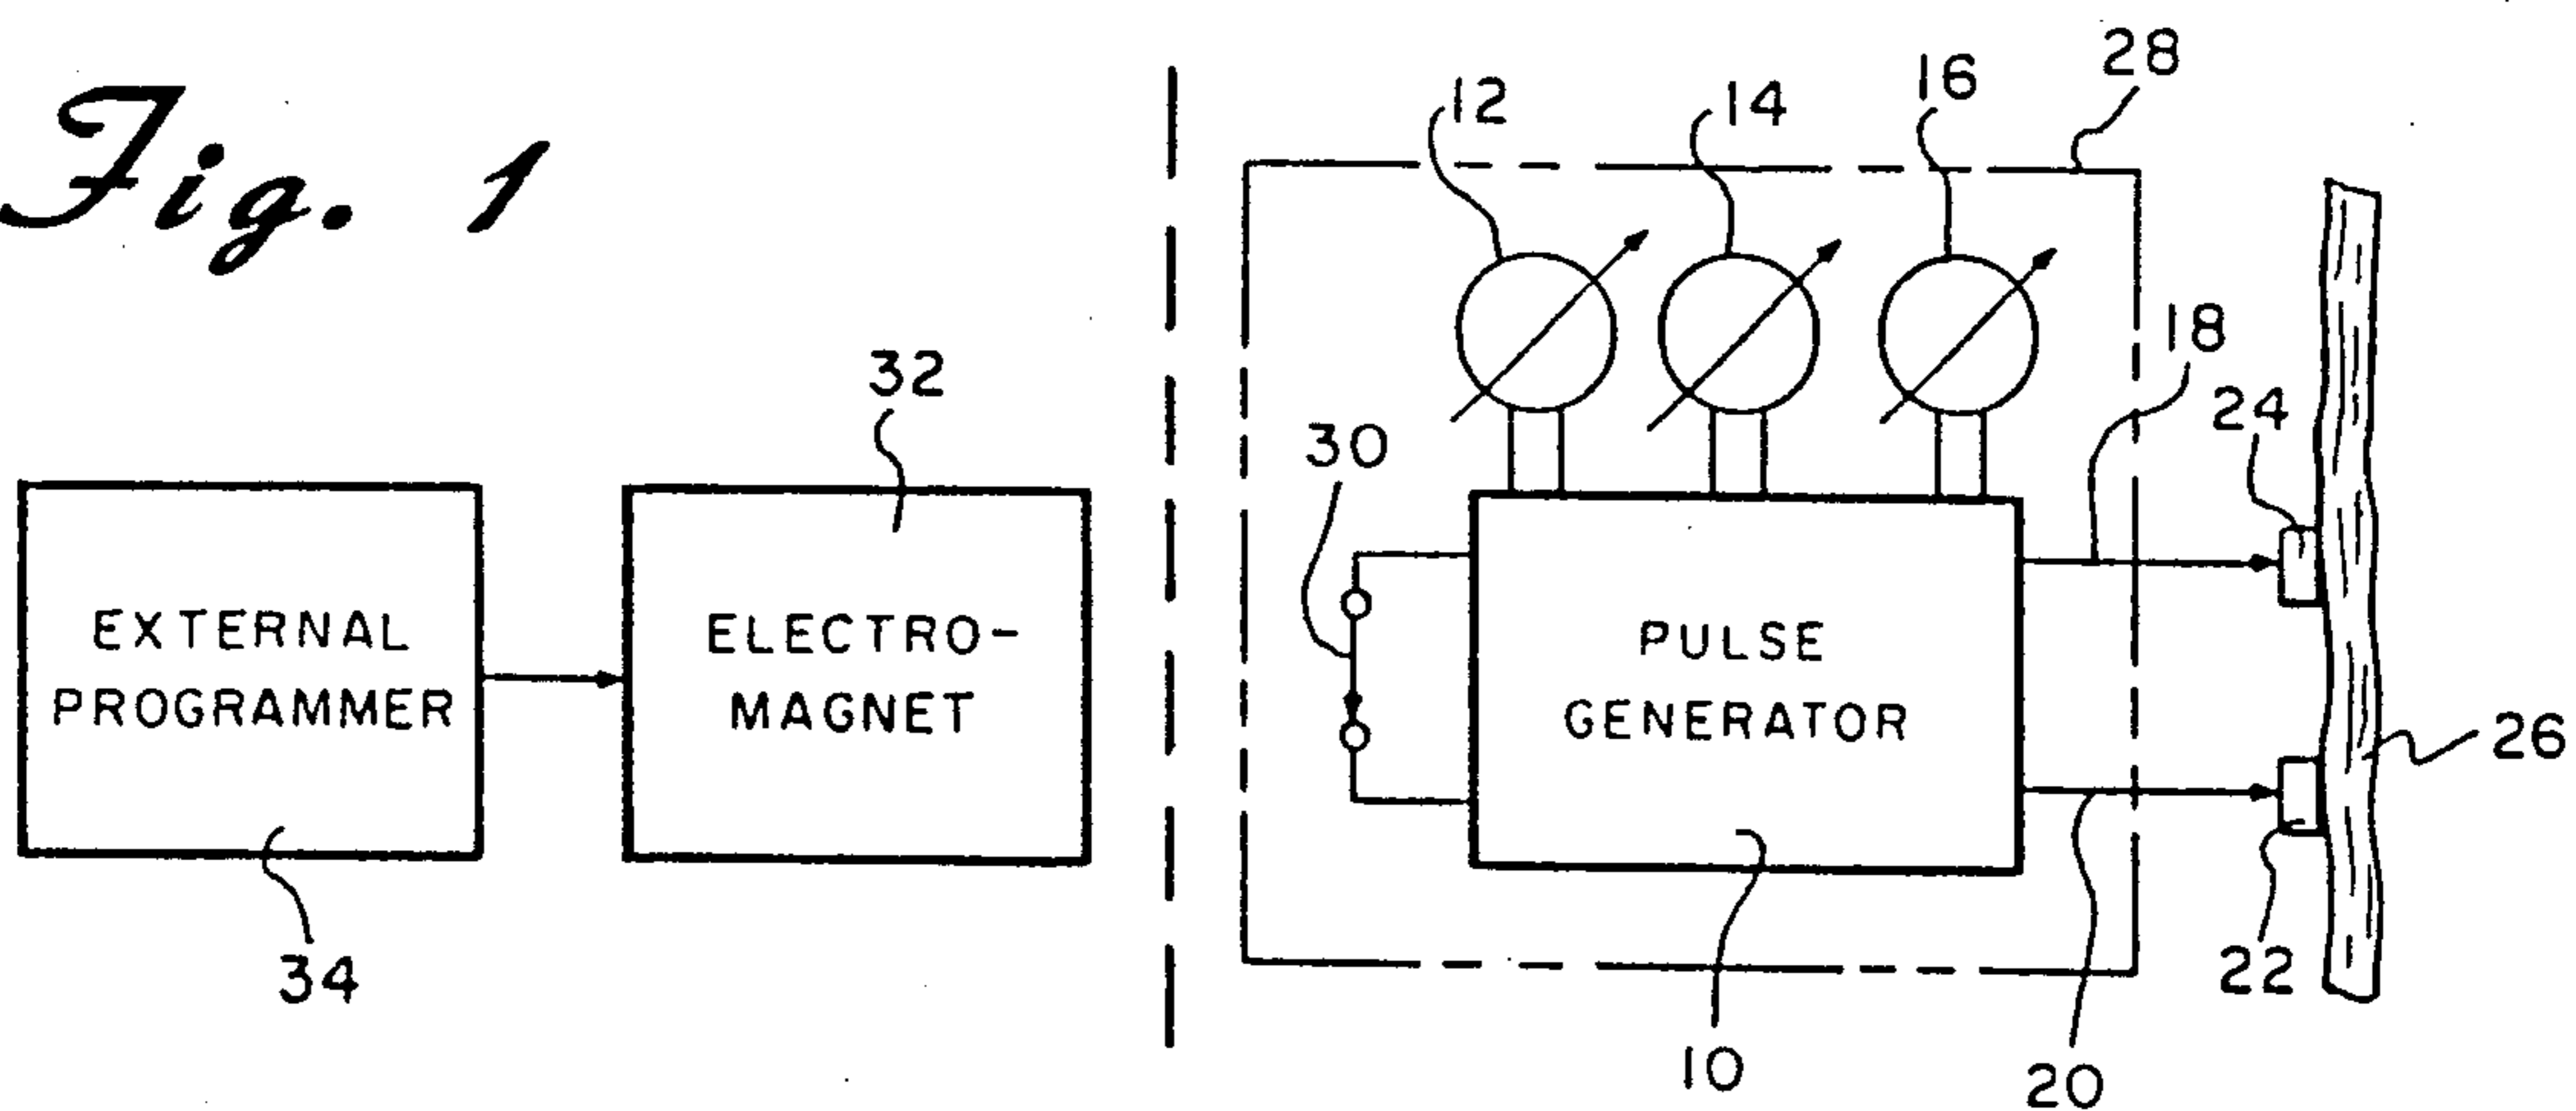 Fig. 1
12
14
16
28
18
24
32
30
EXTERNAL
PROGRAMMER
ELECTRO-
MAGNET
PULSE
GENERATOR
26
34
22
10
20